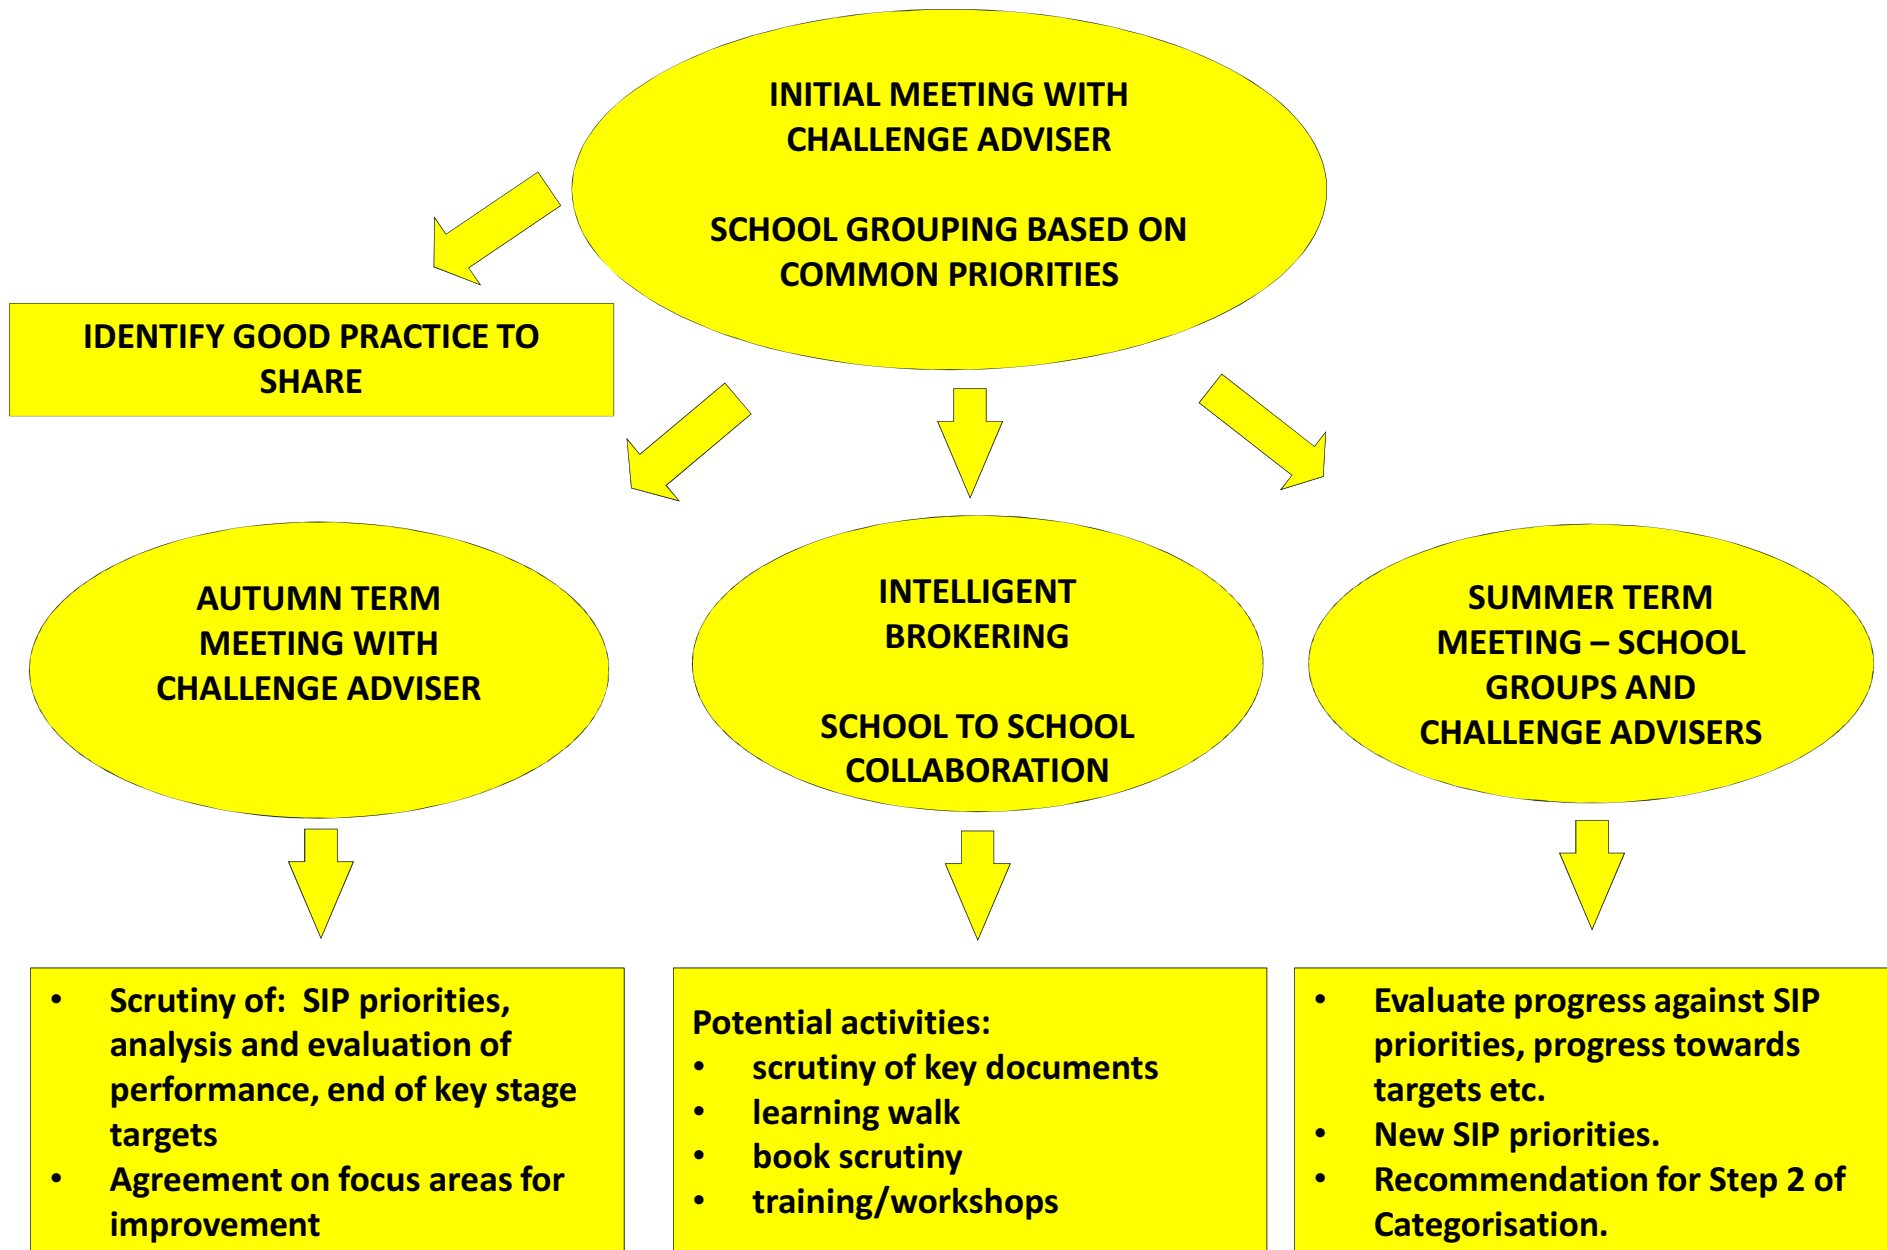 INITIAL MEETING WITH
CHALLENGE ADVISER
SCHOOL GROUPING BASED ON
COMMON PRIORITIES
IDENTIFY GOOD PRACTICE TO
SHARE
AUTUMN TERM
MEETING WITH
CHALLENGE ADVISER
INTELLIGENT
BROKERING
SCHOOL TO SCHOOL
COLLABORATION
SUMMER TERM
MEETING – SCHOOL
GROUPS AND
CHALLENGE ADVISERS
• Scrutiny of:  SIP priorities,
analysis and evaluation of
performance, end of key stage
targets
• Agreement on focus areas for
improvement
Potential activities:
• scrutiny of key documents
• learning walk
• book scrutiny
• training/workshops
• Evaluate progress against SIP
priorities, progress towards
targets etc.
• New SIP priorities.
• Recommendation for Step 2 of
Categorisation.